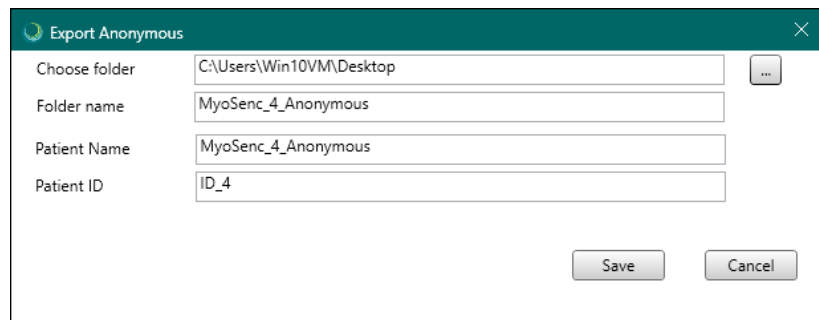 Export Anonymous
Choose folder C:\Users\Win10VM\Desktop ...
Folder name MyoSenc_4_Anonymous
Patient Name MyoSenc_4_Anonymous
Patient ID ID_4
Save Cancel